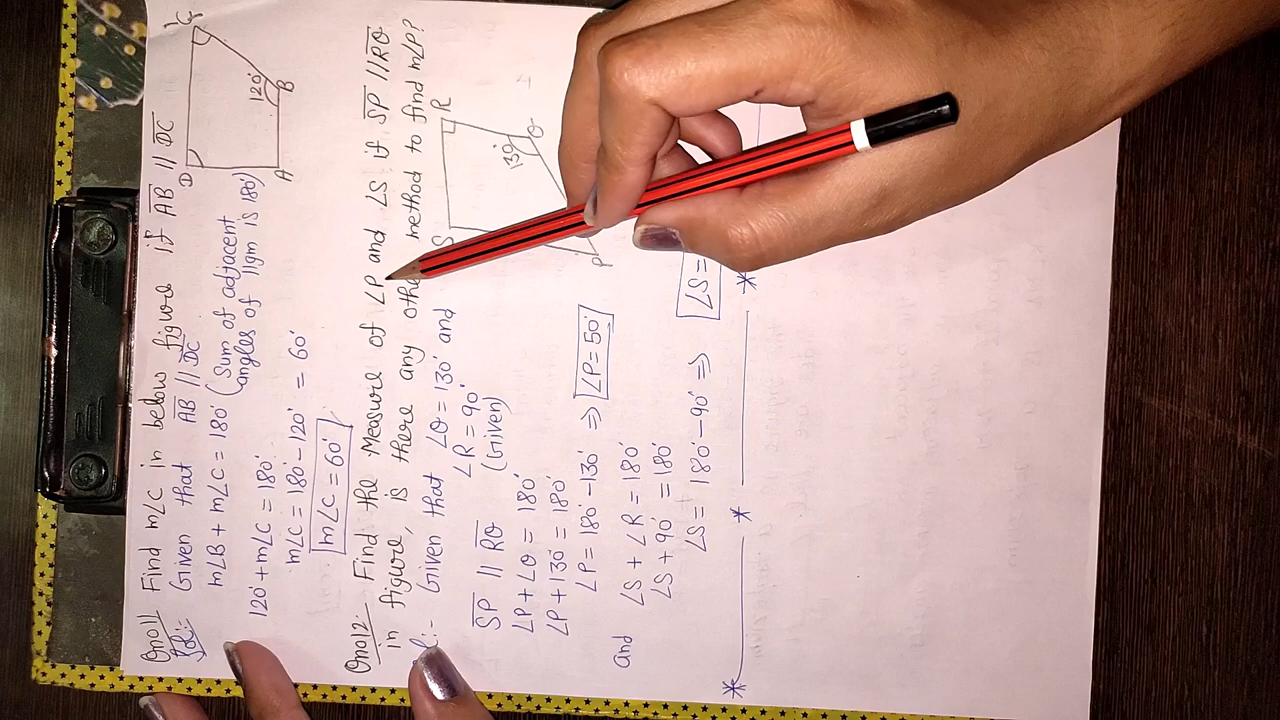 Qno11 Find m∠C in below figure if AB || DC
Sol:- Given that AB || DC
m∠B + m∠C = 180° (Sum of adjacent
angles of ||gm is 180°)
120° + m∠C = 180°
m∠C = 180° - 120° = 60°
m∠C = 60°
D C
120°
A B
Qno12: Find the Measure of ∠P and ∠S if SP || RQ
in figure, is there any method to find m∠P?
Given that ∠Q = 130° and
∠R = 90°
(Given)
SP || RQ
∠P + ∠Q = 180°
∠P + 130° = 180°
∠P = 180° - 130° ⇒ ∠P = 50°
and ∠S + ∠R = 180°
∠S + 90° = 180°
∠S = 180° - 90° ⇒ ∠S =
S R
130°
P Q